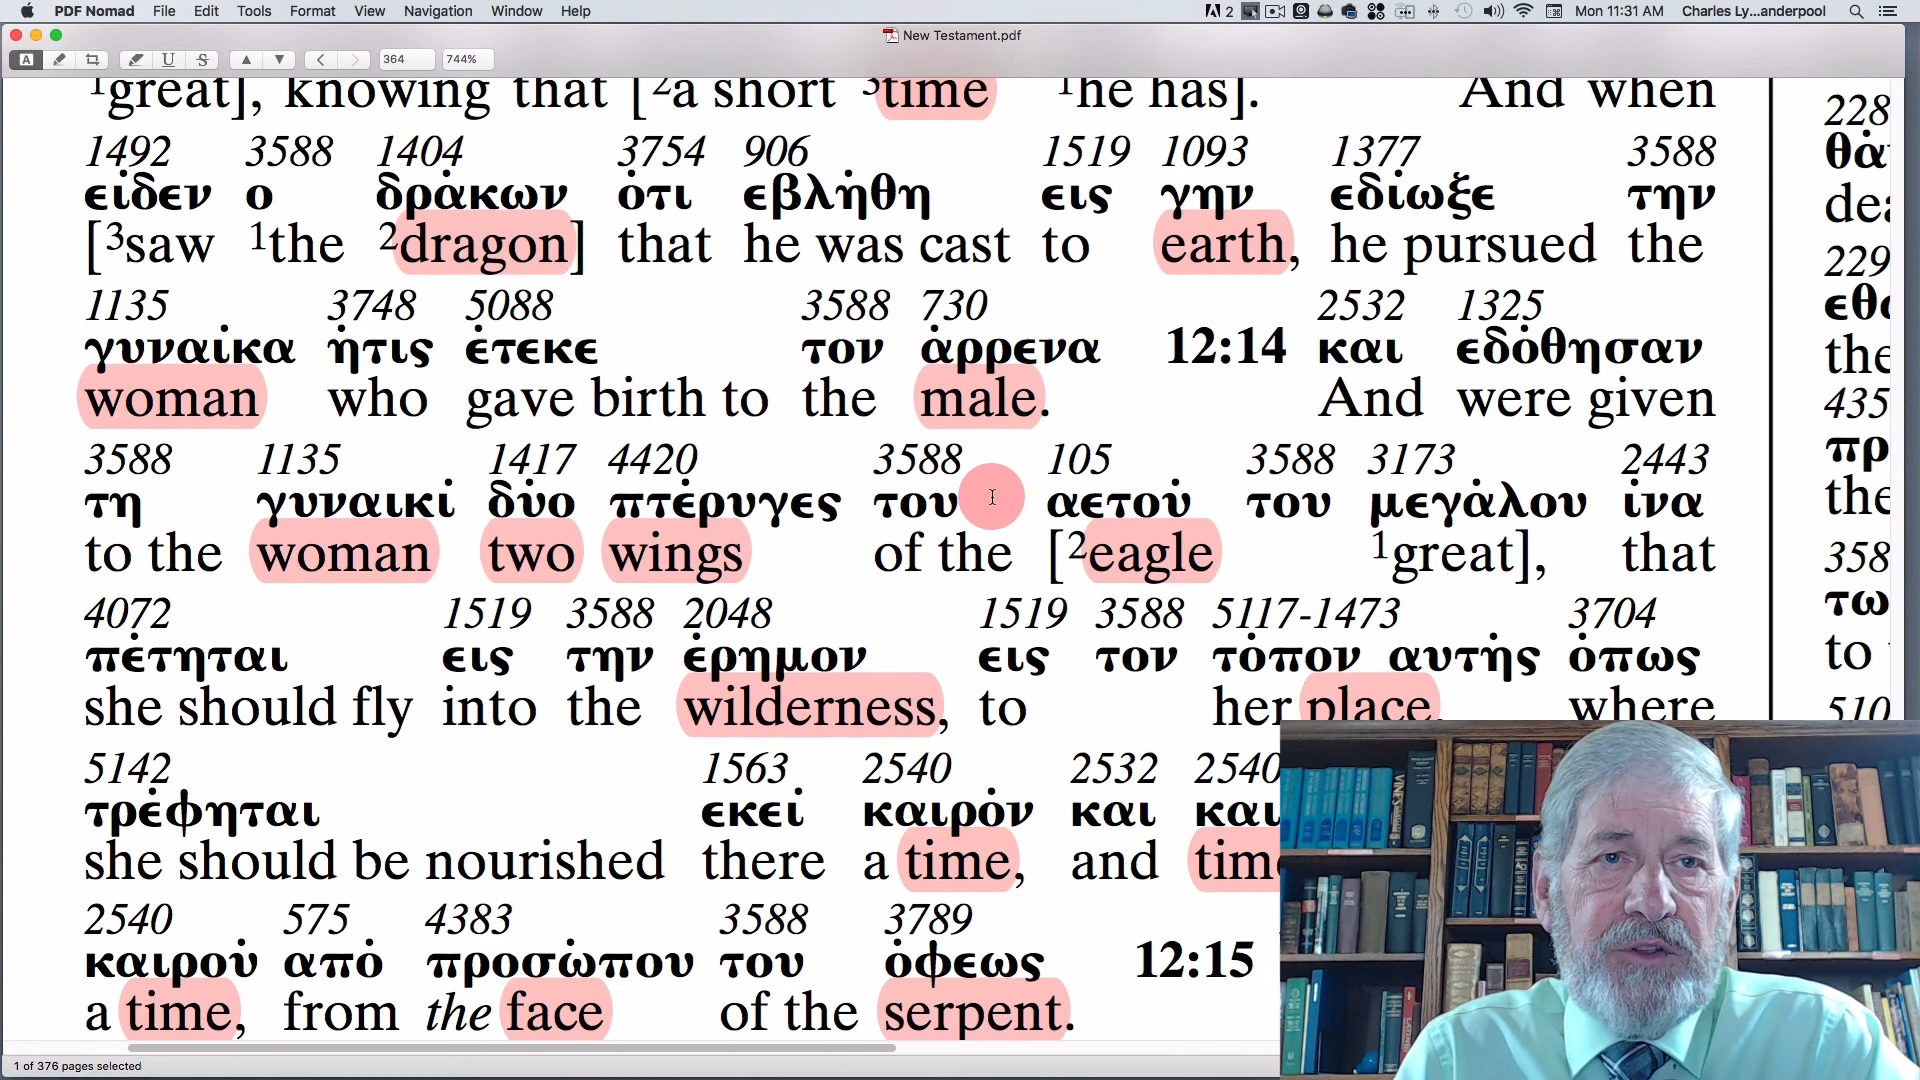 PDF Nomad File Edit Tools Format View Navigation Window Help 2 Mon 11:31 AM Charles Ly...anderpool
New Testament.pdf
A U S 364 744%
¹great], knowing that [²a short ³time ¹he has]. And when
1492 3588 1404 3754 906 1519 1093 1377 3588
είδεν ο δράκων ότι εβλήθη εις γην εδίωξε την
[³saw ¹the ²dragon] that he was cast to earth, he pursued the
1135 3748 5088 3588 730 2532 1325
γυναίκα ήτις έτεκε τον άρρενα 12:14 και εδόθησαν
woman who gave birth to the male. And were given
3588 1135 1417 4420 3588 105 3588 3173 2443
τη γυναικί δύο πτέρυγες του αετού του μεγάλου ίνα
to the woman two wings of the [²eagle ¹great], that
4072 1519 3588 2048 1519 3588 5117-1473 3704
πέτηται εις την έρημον εις τον τόπον αυτής όπως
she should fly into the wilderness, to her place, where
5142 1563 2540 2532 2540
τρέφηται εκεί καιρόν και
she should be nourished there a time, and
2540 575 4383 3588 3789
καιρού από προσώπου του όφεως 12:15
a time, from the face of the serpent.
228
229
the
435
the
358
to
510
1 of 376 pages selected